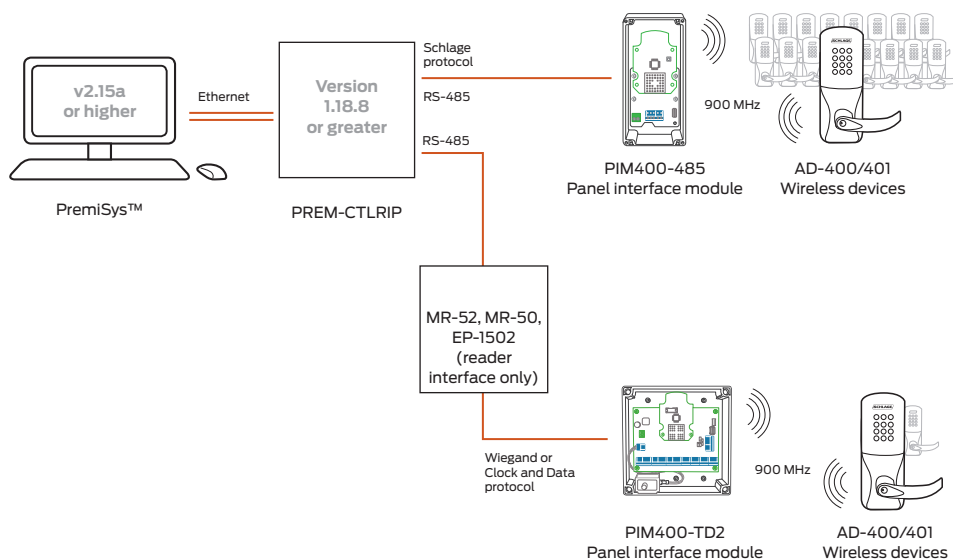 v2.15a
or higher
PremiSys™
Ethernet
Version
1.18.8
or greater
PREM-CTLRIP
Schlage
protocol
RS-485
RS-485
PIM400-485
Panel interface module
900 MHz
SCHLAGE
AD-400/401
Wireless devices
MR-52, MR-50,
EP-1502
(reader
interface only)
Wiegand or
Clock and Data
protocol
PIM400-TD2
Panel interface module
900 MHz
SCHLAGE
AD-400/401
Wireless devices